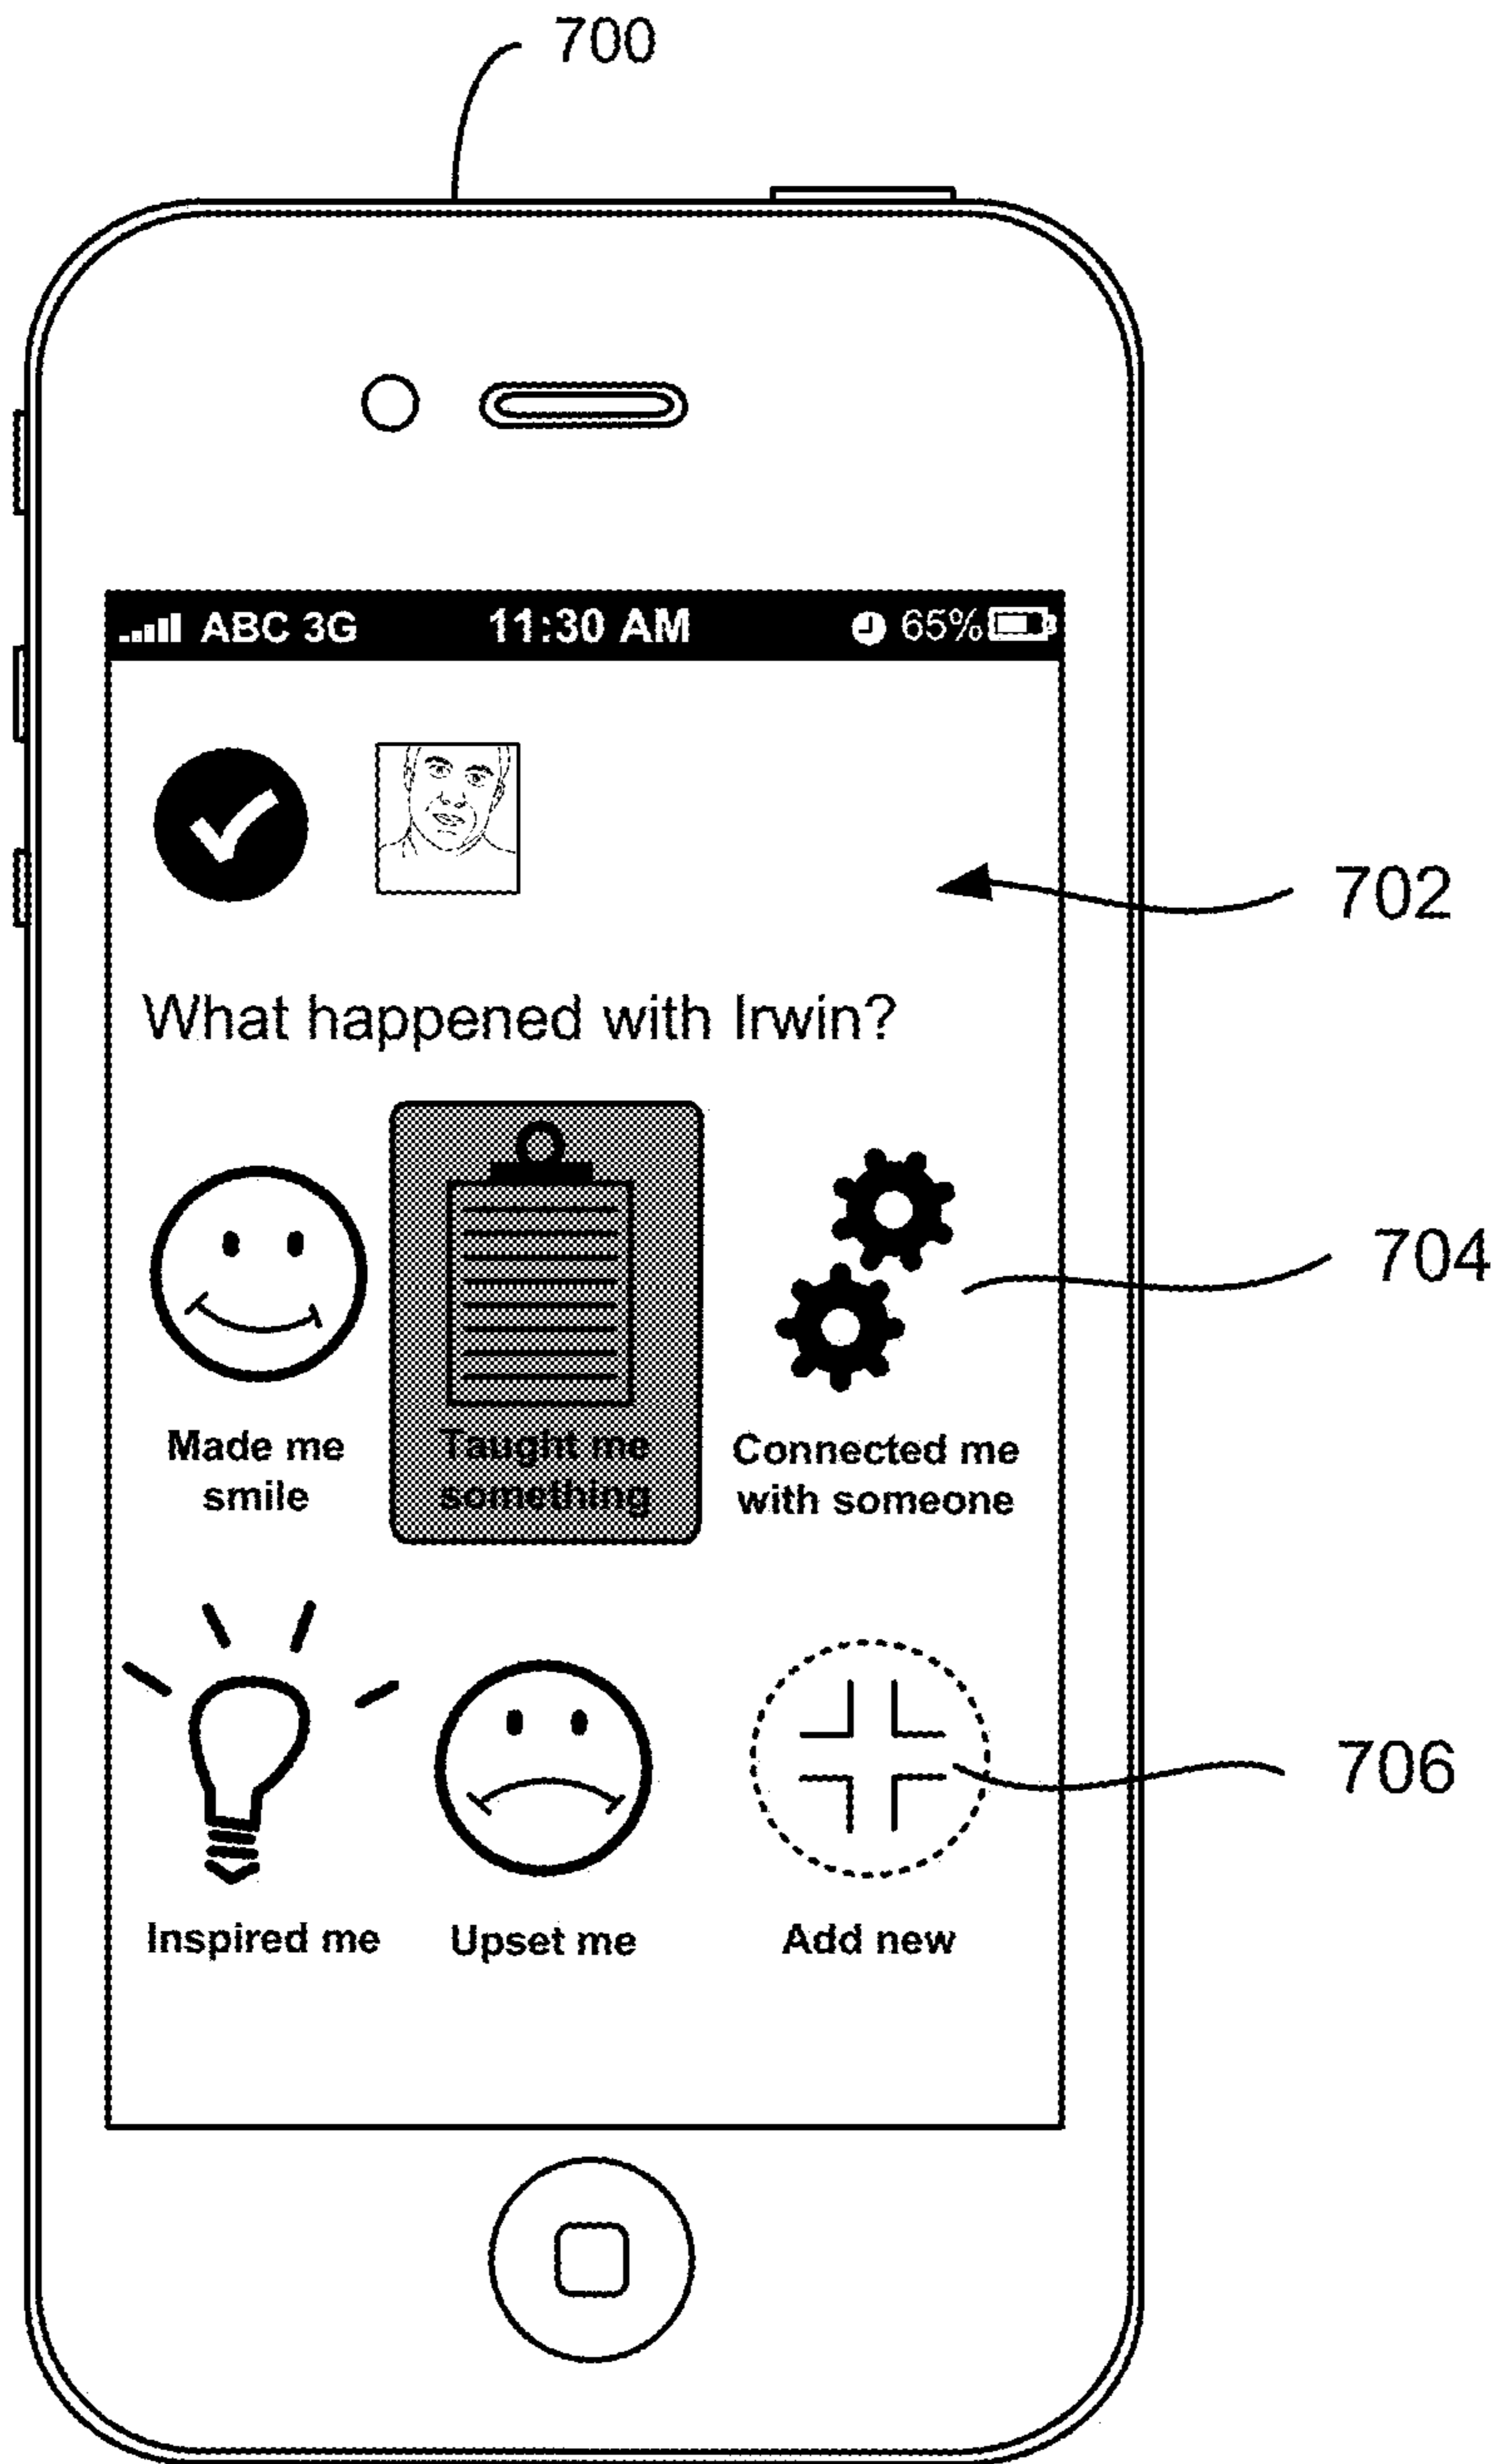 700
ABC 3G 11:30 AM 65%
702
What happened with Irwin?
704
Made me
smile
Taught me
something
Connected me
with someone
706
Inspired me
Upset me
Add new